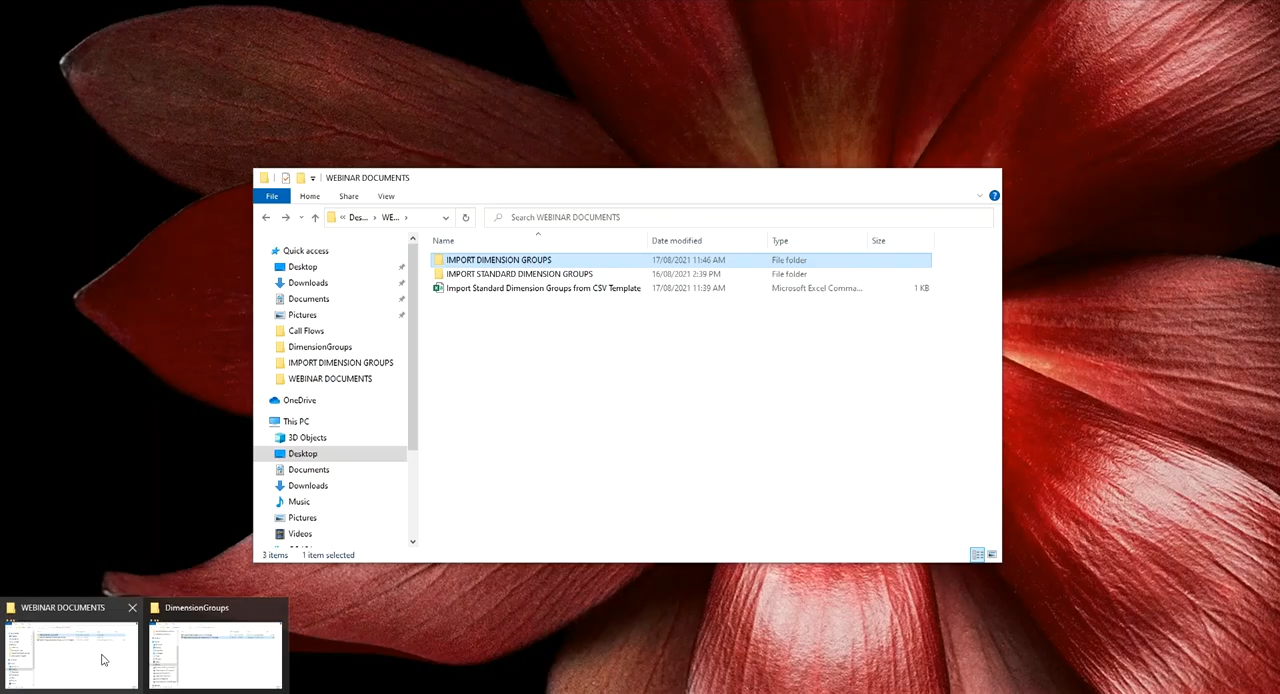 WEBINAR DOCUMENTS
File Home Share View
« Des... › WE... › Search WEBINAR DOCUMENTS
Name Date modified Type Size
Quick access
Desktop
Downloads
Documents
Pictures
Call Flows
DimensionGroups
IMPORT DIMENSION GROUPS
WEBINAR DOCUMENTS
OneDrive
This PC
3D Objects
Desktop
Documents
Downloads
Music
Pictures
Videos
IMPORT DIMENSION GROUPS 17/08/2021 11:46 AM File folder
IMPORT STANDARD DIMENSION GROUPS 16/08/2021 2:39 PM File folder
Import Standard Dimension Groups from CSV Template 17/08/2021 11:39 AM Microsoft Excel Comma... 1 KB
3 items 1 item selected
WEBINAR DOCUMENTS DimensionGroups